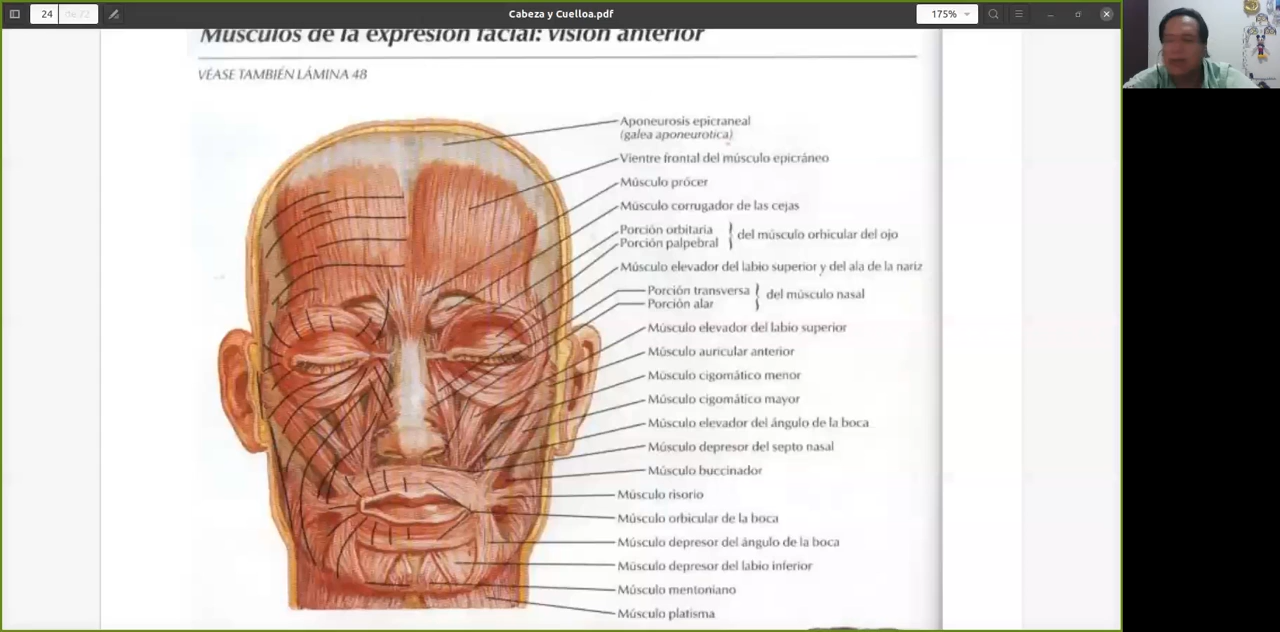 24 de 72 Cabeza y Cuelloa.pdf 175%
Músculos de la expresión facial: visión anterior
VÉASE TAMBIÉN LÁMINA 48
Aponeurosis epicraneal
(galea aponeurotica)
Vientre frontal del músculo epicráneo
Músculo prócer
Músculo corrugador de las cejas
Porción orbitaria
Porción palpebral
del músculo orbicular del ojo
Músculo elevador del labio superior y del ala de la nariz
Porción transversa
Porción alar
del músculo nasal
Músculo elevador del labio superior
Músculo auricular anterior
Músculo cigomático menor
Músculo cigomático mayor
Músculo elevador del ángulo de la boca
Músculo depresor del septo nasal
Músculo buccinador
Músculo risorio
Músculo orbicular de la boca
Músculo depresor del ángulo de la boca
Músculo depresor del labio inferior
Músculo mentoniano
Músculo platisma